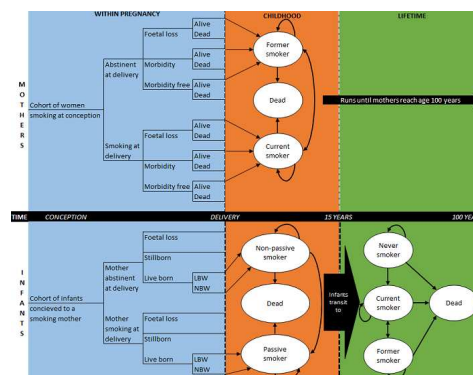 WITHIN PREGNANCY
CHILDHOOD
LIFETIME
MOTHERS
Cohort of women
smoking at conception
Abstinent
at delivery
Foetal loss
Alive
Dead
Morbidity
Alive
Dead
Morbidity free
Alive
Dead
Smoking at
delivery
Foetal loss
Alive
Dead
Morbidity
Alive
Dead
Morbidity free
Alive
Dead
Former
smoker
Dead
Current
smoker
Runs until mothers reach age 100 years
TIME
CONCEPTION
DELIVERY
15 YEARS
100 YEA
INFANTS
Cohort of infants
concieved to a
smoking mother
Mother
abstinent
at delivery
Foetal loss
Stillborn
Live born
LBW
NBW
Mother
smoking at
delivery
Foetal loss
Stillborn
Live born
LBW
NBW
Non-passive
smoker
Dead
Passive
smoker
Infants
transit
to
Never
smoker
Current
smoker
Dead
Former
smoker